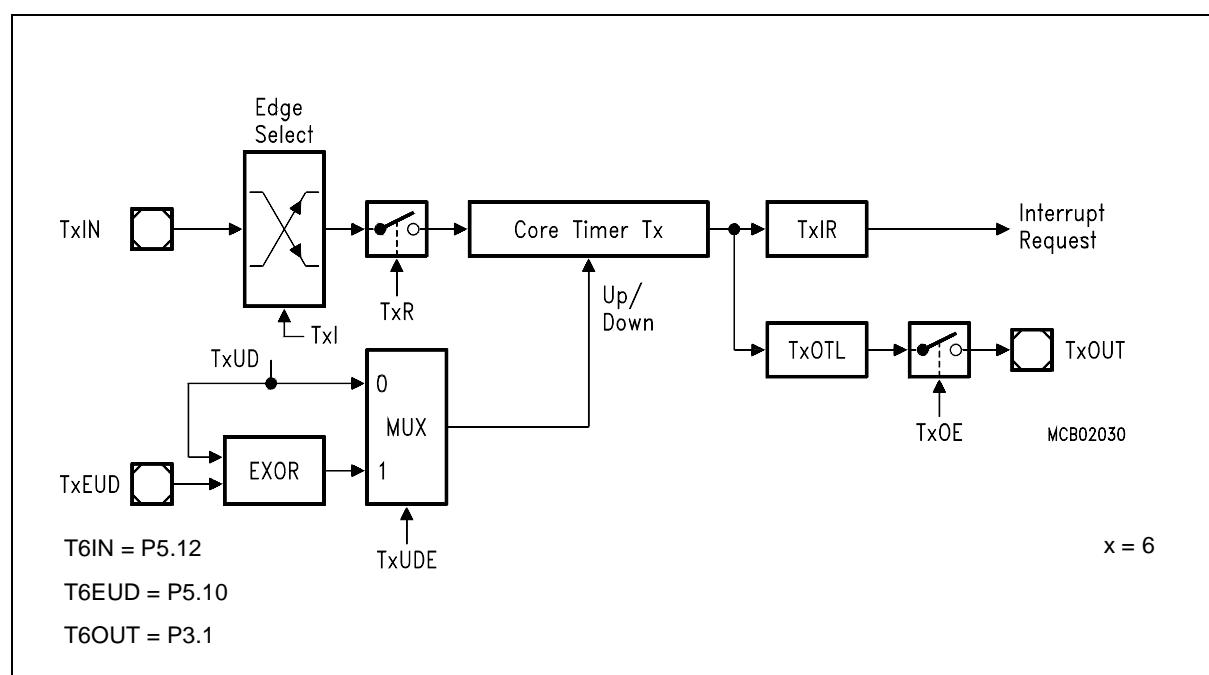 Edge
Select
TxIN
Core Timer Tx
TxIR
Interrupt
Request
TxR
Up/
Down
TxI
TxUD
TxOTL
TxOUT
0
MUX
TxOE
MCB02030
EXOR
1
TxEUD
TxUDE
T6IN = P5.12
x = 6
T6EUD = P5.10
T6OUT = P3.1